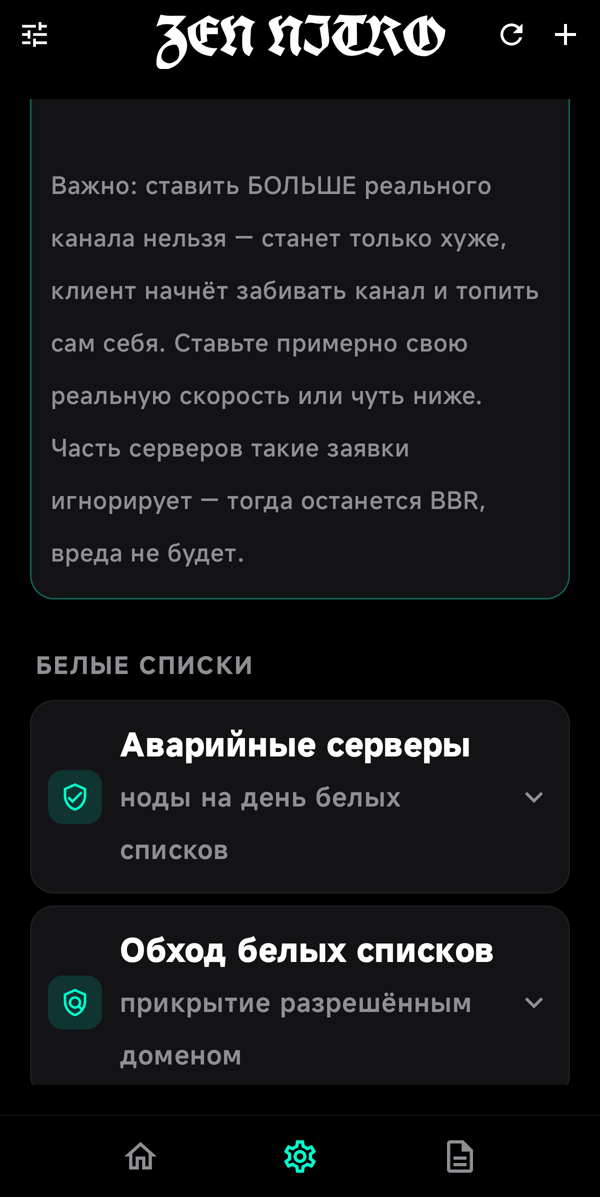 ZEN NITRO
Важно: ставить БОЛЬШЕ реального
канала нельзя — станет только хуже,
клиент начнёт забивать канал и топить
сам себя. Ставьте примерно свою
реальную скорость или чуть ниже.
Часть серверов такие заявки
игнорирует — тогда останется BBR,
вреда не будет.
БЕЛЫЕ СПИСКИ
Аварийные серверы
ноды на день белых
списков
Обход белых списков
прикрытие разрешённым
доменом